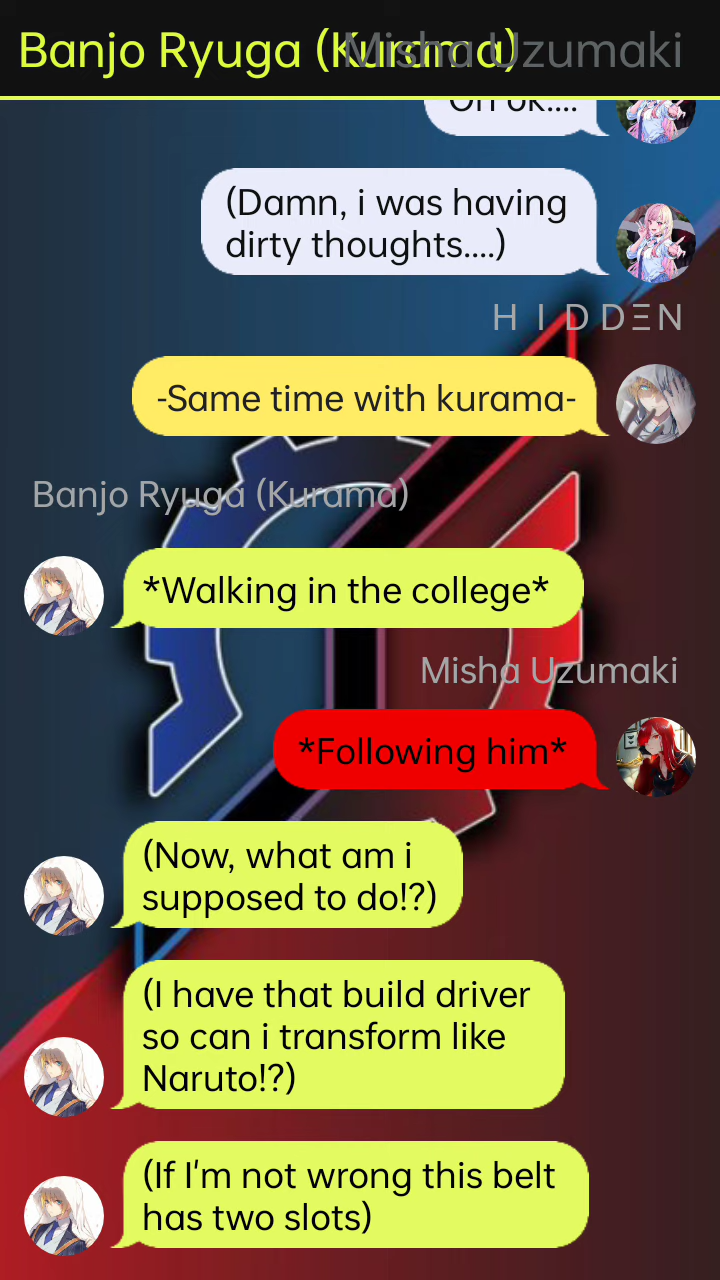 Banjo Ryuga (Kurama)
Misha Uzumaki
Oh ok....
(Damn, i was having
dirty thoughts....)
H I D D Ξ N
-Same time with kurama-
Banjo Ryuga (Kurama)
*Walking in the college*
Misha Uzumaki
*Following him*
(Now, what am i
supposed to do!?)
(I have that build driver
so can i transform like
Naruto!?)
(If I'm not wrong this belt
has two slots)